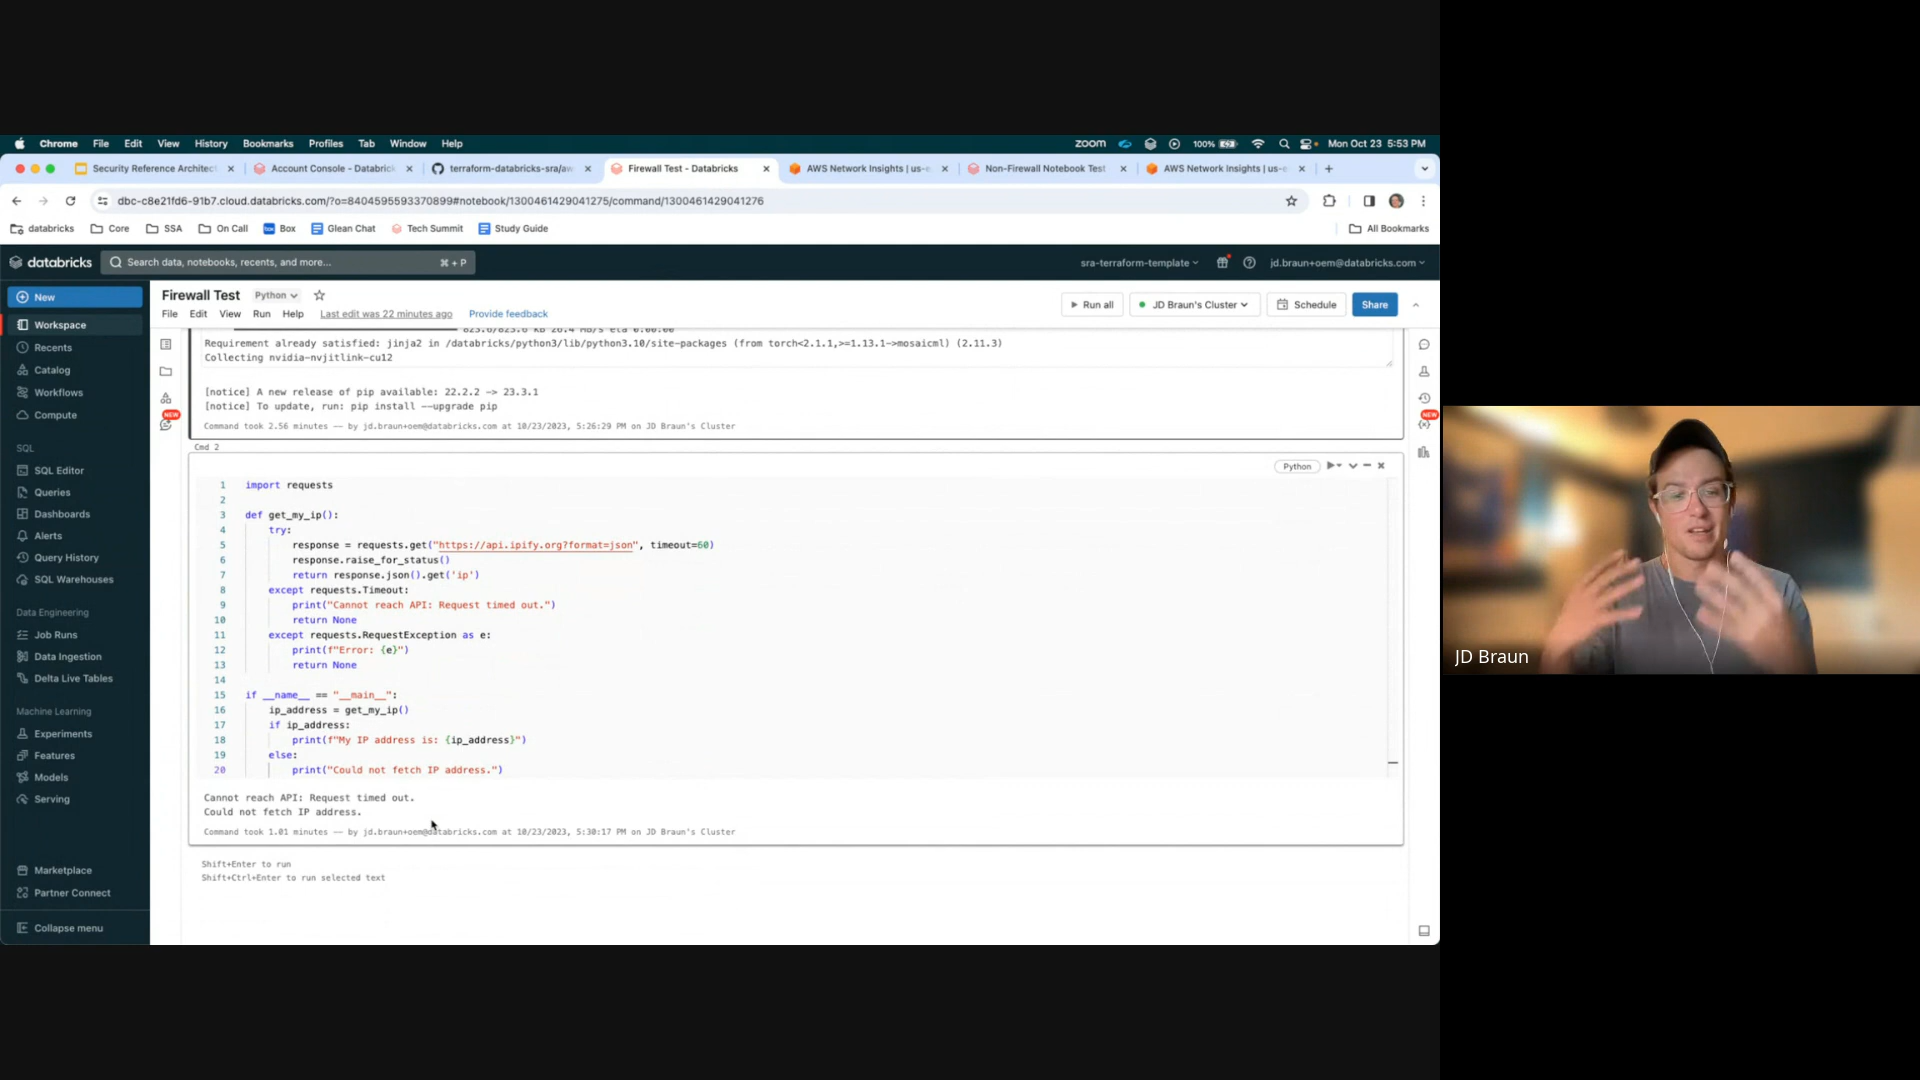 Chrome File Edit View History Bookmarks Profiles Tab Window Help
zoom 100% Mon Oct 23 5:53 PM
Security Reference Architect
Account Console - Databrick
terraform-databricks-sra/aw
Firewall Test - Databricks
AWS Network Insights | us-e
Non-Firewall Notebook Test
AWS Network Insights | us-e
dbc-c8e21fd6-91b7.cloud.databricks.com/?o=8404595593370899#notebook/1300461429041275/command/1300461429041276
databricks Core SSA On Call Box Glean Chat Tech Summit Study Guide All Bookmarks
databricks
Search data, notebooks, recents, and more... ⌘ + P
sra-terraform-template
jd.braun+oem@databricks.com
New
Workspace
Recents
Catalog
Workflows
Compute
SQL
SQL Editor
Queries
Dashboards
Alerts
Query History
SQL Warehouses
Data Engineering
Job Runs
Data Ingestion
Delta Live Tables
Machine Learning
Experiments
Features
Models
Serving
Marketplace
Partner Connect
Collapse menu
Firewall Test Python
File Edit View Run Help Last edit was 22 minutes ago Provide feedback
Run all JD Braun's Cluster Schedule Share
NEW
NEW
Requirement already satisfied: jinja2 in /databricks/python3/lib/python3.10/site-packages (from torch<2.1.1,>=1.13.1->mosaicml) (2.11.3)
Collecting nvidia-nvjitlink-cu12
[notice] A new release of pip available: 22.2.2 -> 23.3.1
[notice] To update, run: pip install --upgrade pip
Command took 2.56 minutes -- by jd.braun+oem@databricks.com at 10/23/2023, 5:26:29 PM on JD Braun's Cluster
Cmd 2
Python
1 import requests
2
3 def get_my_ip():
4 try:
5 response = requests.get("https://api.ipify.org?format=json", timeout=60)
6 response.raise_for_status()
7 return response.json().get('ip')
8 except requests.Timeout:
9 print("Cannot reach API: Request timed out.")
10 return None
11 except requests.RequestException as e:
12 print(f"Error: {e}")
13 return None
14
15 if __name__ == "__main__":
16 ip_address = get_my_ip()
17 if ip_address:
18 print(f"My IP address is: {ip_address}")
19 else:
20 print("Could not fetch IP address.")
Cannot reach API: Request timed out.
Could not fetch IP address.
Command took 1.01 minutes -- by jd.braun+oem@databricks.com at 10/23/2023, 5:30:17 PM on JD Braun's Cluster
Shift+Enter to run
Shift+Ctrl+Enter to run selected text
JD Braun